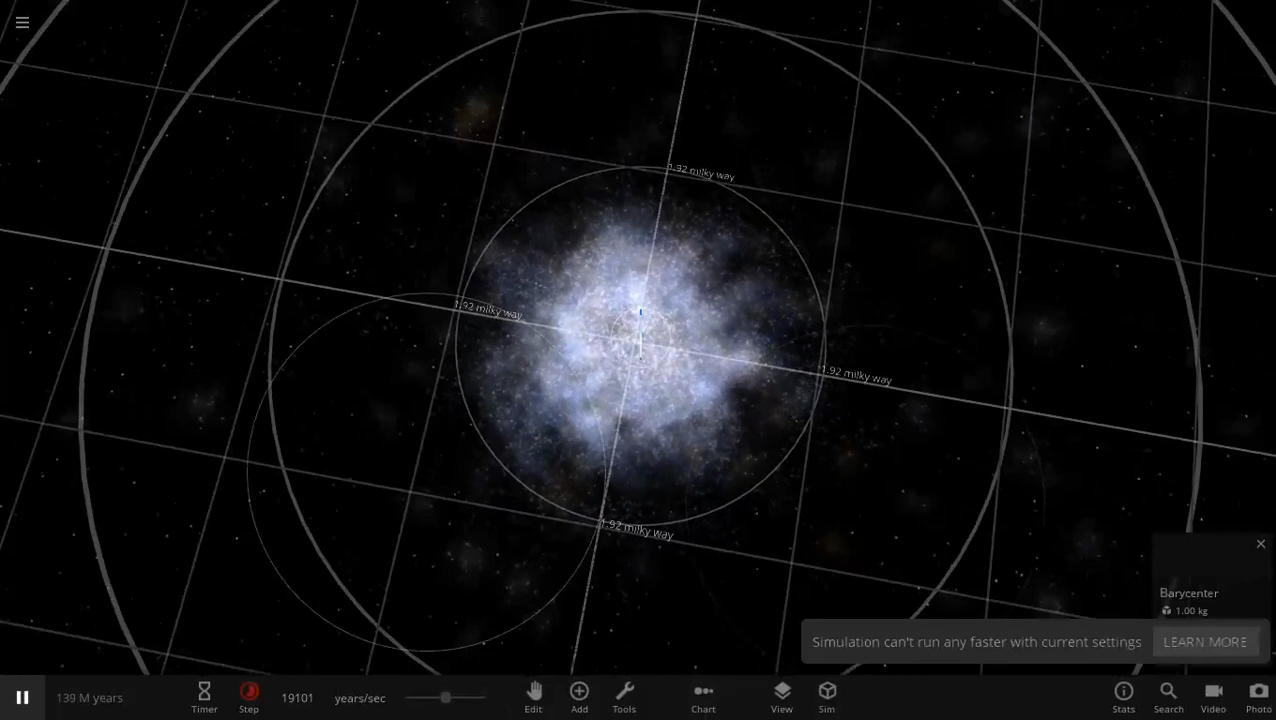 1.92 milky way
1.92 milky way
1.92 milky way
1.92 milky way
Barycenter
1.00 kg
Simulation can't run any faster with current settings
LEARN MORE
139 M years
Timer
Step
19101
years/sec
Edit
Add
Tools
Chart
View
Sim
Stats
Search
Video
Photo